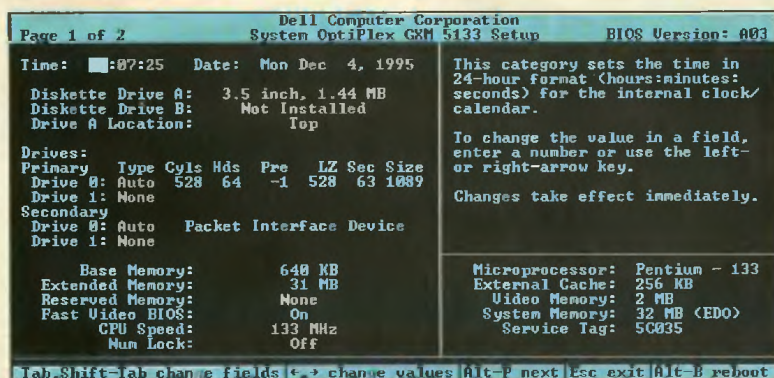 Dell Computer Corporation
Page 1 of 2 System OptiPlex GXM 5133 Setup BIOS Version: A03
Time: :07:25 Date: Mon Dec 4, 1995
Diskette Drive A: 3.5 inch, 1.44 MB
Diskette Drive B: Not Installed
Drive A Location: Top
Drives:
Primary Type Cyls Hds Pre LZ Sec Size
Drive 0: Auto 528 64 -1 528 63 1089
Drive 1: None
Secondary
Drive 0: Auto Packet Interface Device
Drive 1: None
Base Memory: 640 KB
Extended Memory: 31 MB
Reserved Memory: None
Fast Video BIOS: On
CPU Speed: 133 MHz
Num Lock: Off
This category sets the time in
24-hour format (hours:minutes:
seconds) for the internal clock/
calendar.
To change the value in a field,
enter a number or use the left-
or right-arrow key.
Changes take effect immediately.
Microprocessor: Pentium - 133
External Cache: 256 KB
Video Memory: 2 MB
System Memory: 32 MB (EDO)
Service Tag: 5C035
Tab,Shift-Tab change fields ←,→ change values Alt-P next Esc exit Alt-B reboot